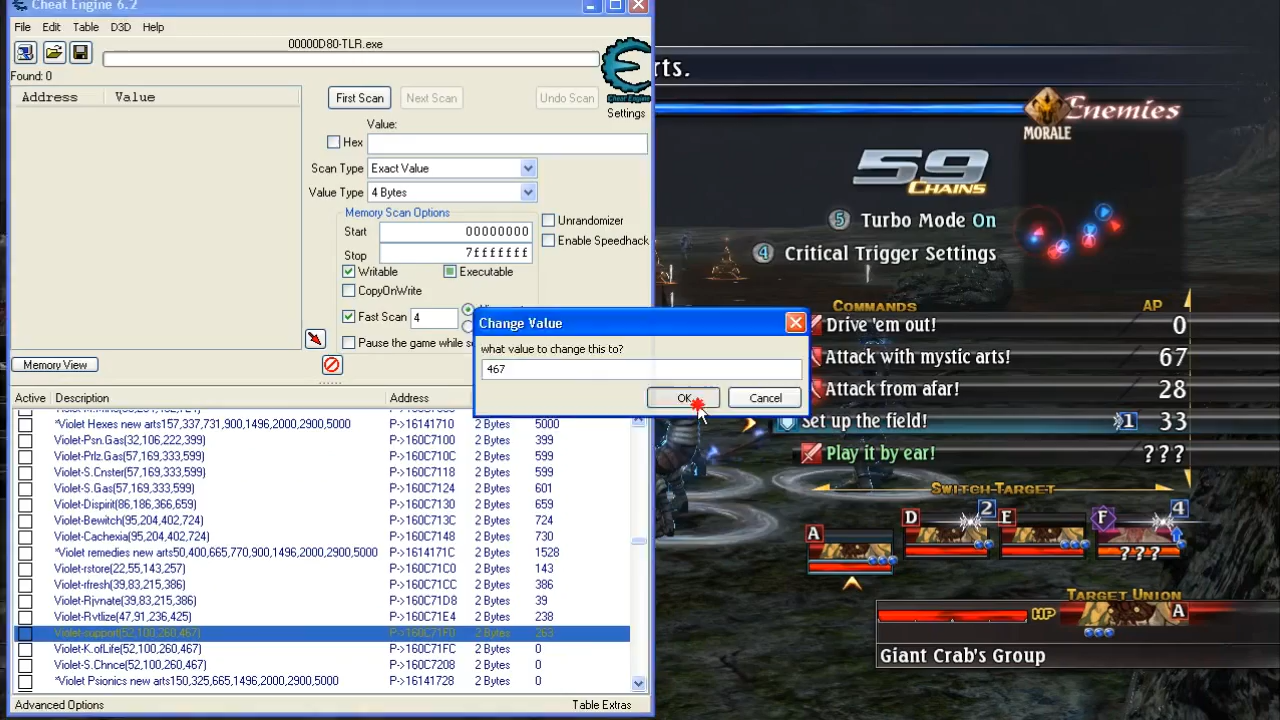 Cheat Engine 6.2
File Edit Table D3D Help
00000D80-TLR.exe
Found: 0
Address Value
First Scan Next Scan Undo Scan
Cheat Engine
Settings
Value:
Hex
Scan Type Exact Value
Value Type 4 Bytes
Memory Scan Options
Start 00000000
Stop 7fffffff
Writable Executable
CopyOnWrite
Fast Scan 4
Pause the game while
Unrandomizer
Enable Speedhack
Memory View
Change Value
what value to change this to?
467
OK Cancel
Active Description Address
*Violet Hexes new arts157,337,731,900,1496,2000,2900,5000 P->16141710 2 Bytes 5000
Violet-Psn.Gas(32,106,222,399) P->160C7100 2 Bytes 399
Violet-Prlz.Gas(57,169,333,599) P->160C710C 2 Bytes 599
Violet-S.Cnster(57,169,333,599) P->160C7118 2 Bytes 599
Violet-S.Gas(57,169,333,599) P->160C7124 2 Bytes 601
Violet-Dispirit(86,186,366,659) P->160C7130 2 Bytes 659
Violet-Bewitch(95,204,402,724) P->160C713C 2 Bytes 724
Violet-Cachexia(95,204,402,724) P->160C7148 2 Bytes 730
*Violet remedies new arts50,400,665,770,900,1496,2000,2900,5000 P->1614171C 2 Bytes 1528
Violet-rstore(22,55,143,257) P->160C71C0 2 Bytes 143
Violet-rfresh(39,83,215,386) P->160C71CC 2 Bytes 386
Violet-Rjvnate(39,83,215,386) P->160C71D8 2 Bytes 39
Violet-Rvtlize(47,91,236,425) P->160C71E4 2 Bytes 238
Violet-support(52,100,260,467) P->160C71F0 2 Bytes 263
Violet-K.ofLife(52,100,260,467) P->160C71FC 2 Bytes 0
Violet-S.Chnce(52,100,260,467) P->160C7208 2 Bytes 0
*Violet Psionics new arts150,325,665,1496,2000,2900,5000 P->16141728 2 Bytes 0
Advanced Options Table Extras
rts.
Enemies
MORALE
59
CHAINS
5 Turbo Mode On
4 Critical Trigger Settings
Commands AP
Drive 'em out! 0
Attack with mystic arts! 67
Attack from afar! 28
Set up the field! 1 33
Play it by ear! ???
Switch Target
A D 2 E F 4
???
Target Union
HP A
Giant Crab's Group